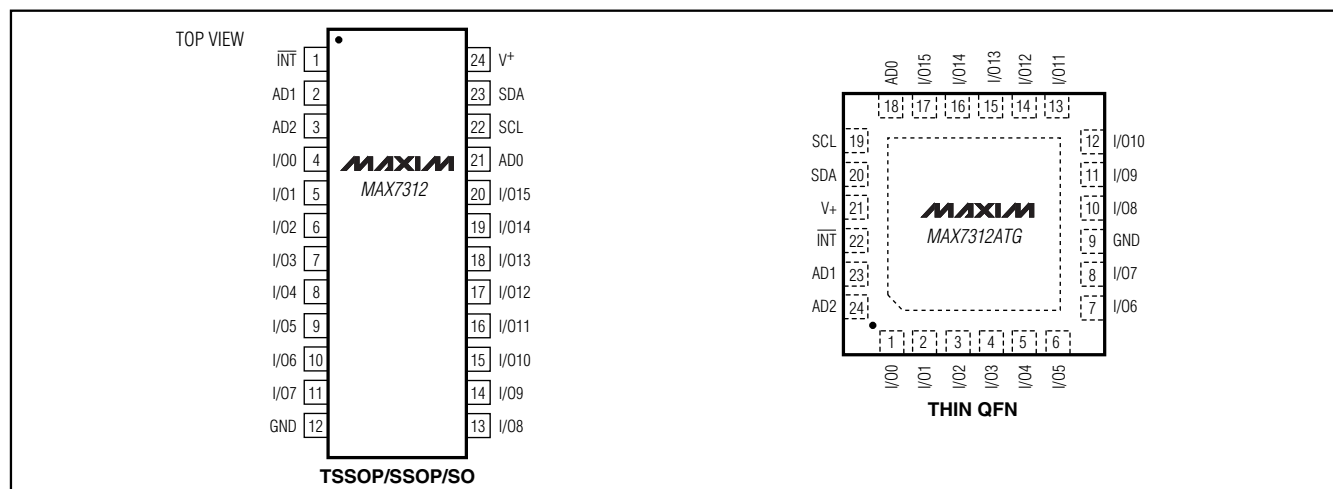 TOP VIEW
INT 1
AD1 2
AD2 3
I/O0 4
I/O1 5
I/O2 6
I/O3 7
I/O4 8
I/O5 9
I/O6 10
I/O7 11
GND 12
MAXIM
MAX7312
24 V+
23 SDA
22 SCL
21 AD0
20 I/O15
19 I/O14
18 I/O13
17 I/O12
16 I/O11
15 I/O10
14 I/O9
13 I/O8
TSSOP/SSOP/SO
AD0 I/O15 I/O14 I/O13 I/O12 I/O11
18 17 16 15 14 13
SCL 19
SDA 20
V+ 21
INT 22
AD1 23
AD2 24
MAXIM
MAX7312ATG
12 I/O10
11 I/O9
10 I/O8
9 GND
8 I/O7
7 I/O6
1 2 3 4 5 6
I/O0 I/O1 I/O2 I/O3 I/O4 I/O5
THIN QFN